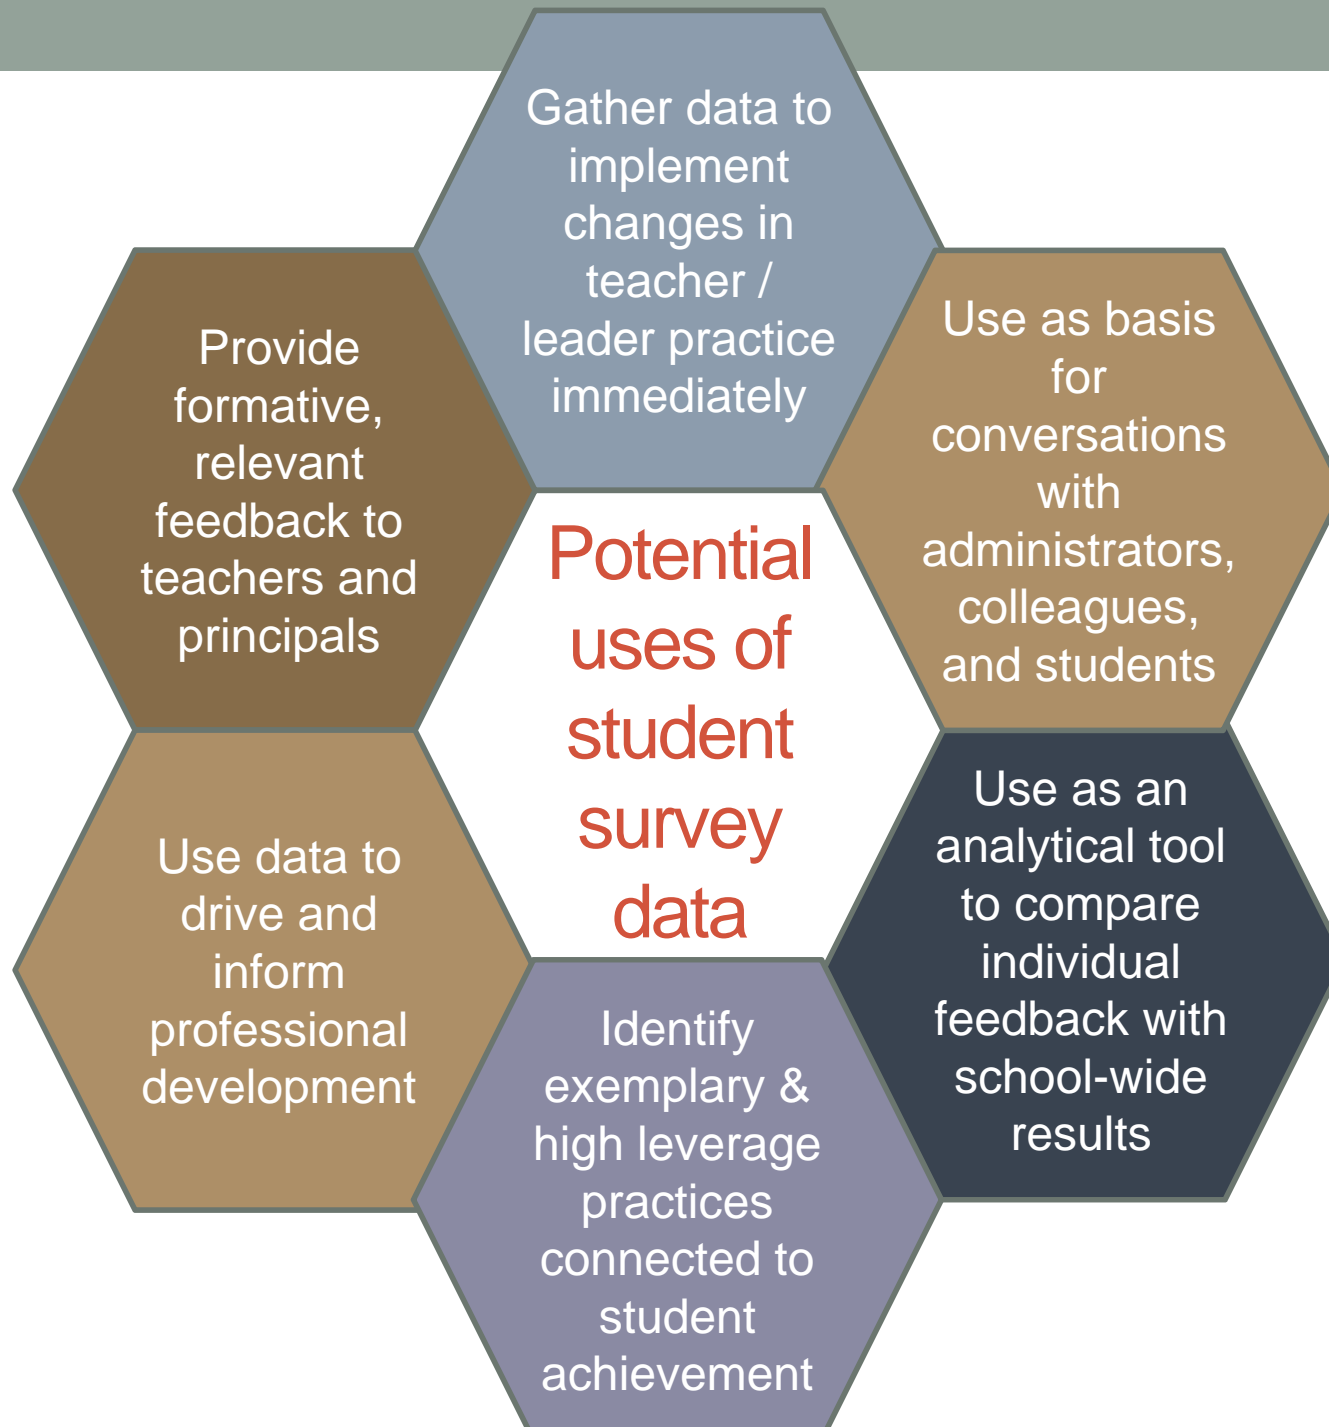 Gather data to
implement
changes in
teacher /
leader practice
immediately
Use as basis
for
conversations
with
administrators,
colleagues,
and students
Use as an
analytical tool
to compare
individual
feedback with
school-wide
results
Identify
exemplary &
high leverage
practices
connected to
student
achievement
Use data to
drive and
inform
professional
development
Provide
formative,
relevant
feedback to
teachers and
principals
Potential
uses of
student
survey
data